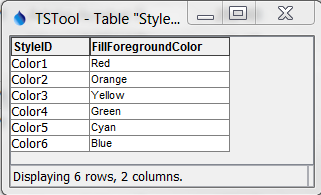 TSTool - Table "Style...
StyleID FillForegroundColor
Color1 Red
Color2 Orange
Color3 Yellow
Color4 Green
Color5 Cyan
Color6 Blue
Displaying 6 rows, 2 columns.